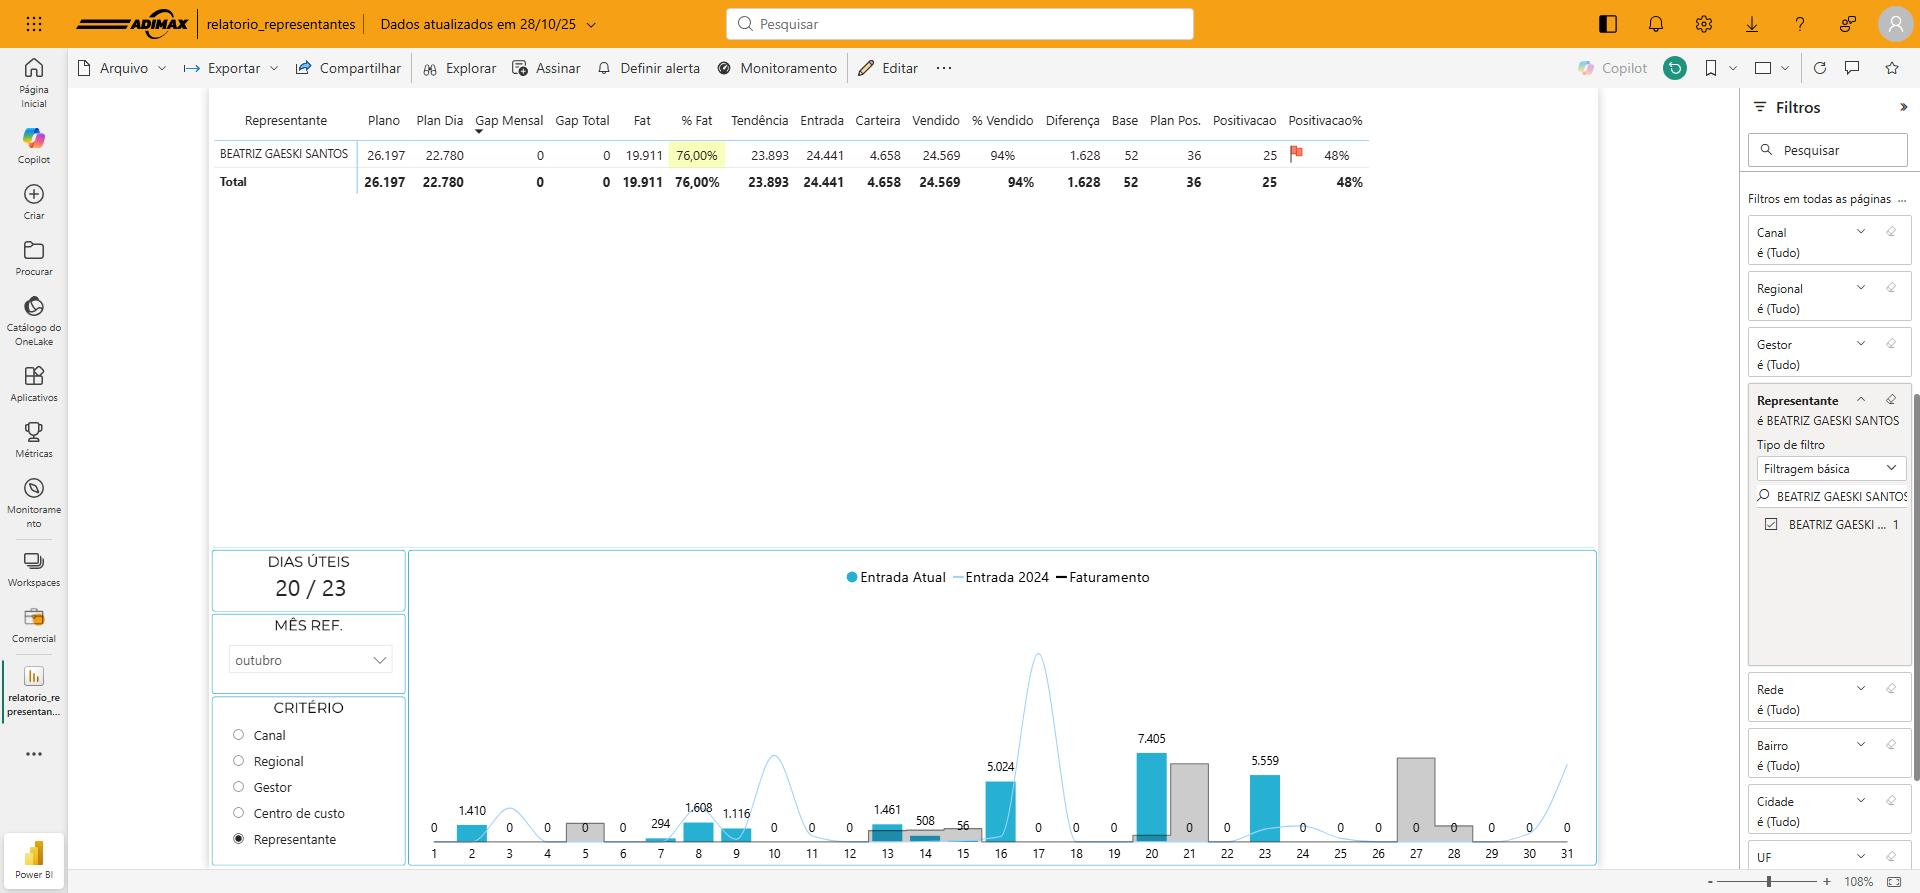 ADIMAX
relatorio_representantes
Dados atualizados em 28/10/25
Pesquisar
Arquivo
Exportar
Compartilhar
Explorar
Assinar
Definir alerta
Monitoramento
Editar
...
Copilot
Página
Inicial
Copilot
Criar
Procurar
Catálogo do
OneLake
Aplicativos
Métricas
Monitorame
nto
Workspaces
Comercial
relatorio_re
presentan...
Power BI
Representante Plano Plan Dia Gap Mensal Gap Total Fat % Fat Tendência Entrada Carteira Vendido % Vendido Diferença Base Plan Pos. Positivacao Positivacao%
BEATRIZ GAESKI SANTOS 26.197 22.780 0 0 19.911 76,00% 23.893 24.441 4.658 24.569 94% 1.628 52 36 25 48%
Total 26.197 22.780 0 0 19.911 76,00% 23.893 24.441 4.658 24.569 94% 1.628 52 36 25 48%
DIAS ÚTEIS
20 / 23
MÊS REF.
outubro
CRITÉRIO
Canal
Regional
Gestor
Centro de custo
Representante
Entrada Atual Entrada 2024 Faturamento
0 1.410 0 0 0 0 294 1.608 1.116 0 0 0 1.461 508 56 5.024 0 0 0 7.405 0 0 5.559 0 0 0 0 0 0 0 0
1 2 3 4 5 6 7 8 9 10 11 12 13 14 15 16 17 18 19 20 21 22 23 24 25 26 27 28 29 30 31
Filtros
Pesquisar
Filtros em todas as páginas ...
Canal
é (Tudo)
Regional
é (Tudo)
Gestor
é (Tudo)
Representante
é BEATRIZ GAESKI SANTOS
Tipo de filtro
Filtragem básica
BEATRIZ GAESKI SANTOS
BEATRIZ GAESKI ... 1
Rede
é (Tudo)
Bairro
é (Tudo)
Cidade
é (Tudo)
UF
- + 108%